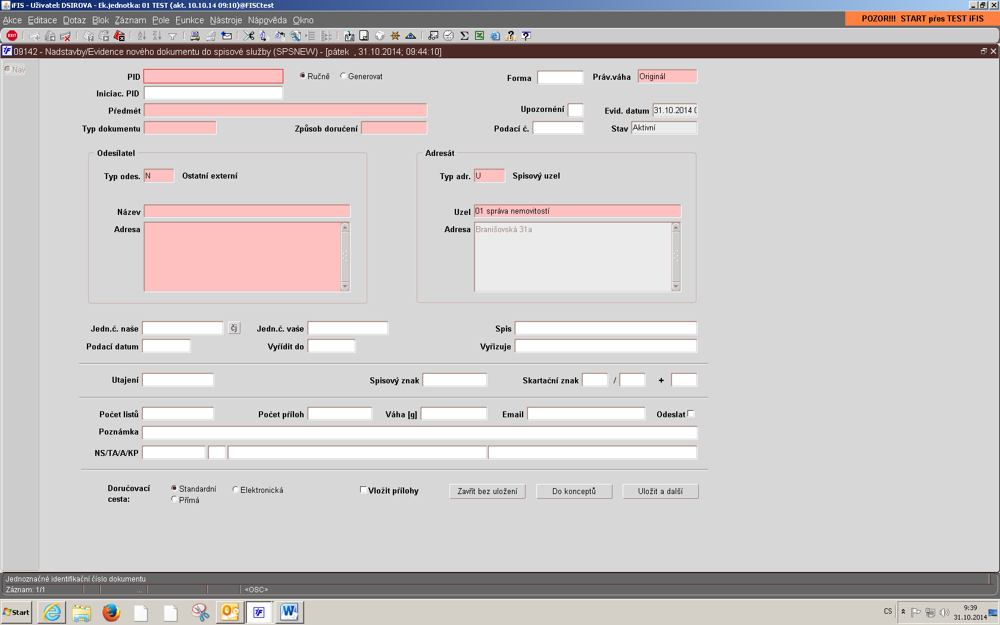 iFIS - Uživatel: DSIROVA - Ek.jednotka: 01 TEST (akt. 10.10.14 09:10)@FISCtest
Akce Editace Dotaz Blok Záznam Pole Funkce Nástroje Nápověda Okno
POZOR!!! START přes TEST iFIS
EXIT
09142 - Nadstavby/Evidence nového dokumentu do spisové služby (SPSNEW) - [pátek , 31.10.2014; 09:44:10]
Nav
PID Ručně Generovat Forma Práv.váha Originál
Iniciac. PID
Předmět Upozornění Evid. datum 31.10.2014 0
Typ dokumentu Způsob doručení Podací č. Stav Aktivní
Odesílatel Adresát
Typ odes. N Ostatní externí Typ adr. U Spisový uzel
Název Uzel 01 správa nemovitostí
Adresa Adresa Branišovská 31a
Jedn.č. naše čj Jedn.č. vaše Spis
Podací datum Vyřídit do Vyřizuje
Utajení Spisový znak Skartační znak / +
Počet listů Počet příloh Váha [g] Email Odeslat
Poznámka
NS/TA/A/KP
Doručovací cesta: Standardní Elektronická Vložit přílohy Zavřít bez uložení Do konceptů Uložit a další
Přímá
Jednoznačné identifikační číslo dokumentu
Záznam: 1/1 ... <OSC>
Start CS 9:39
31.10.2014